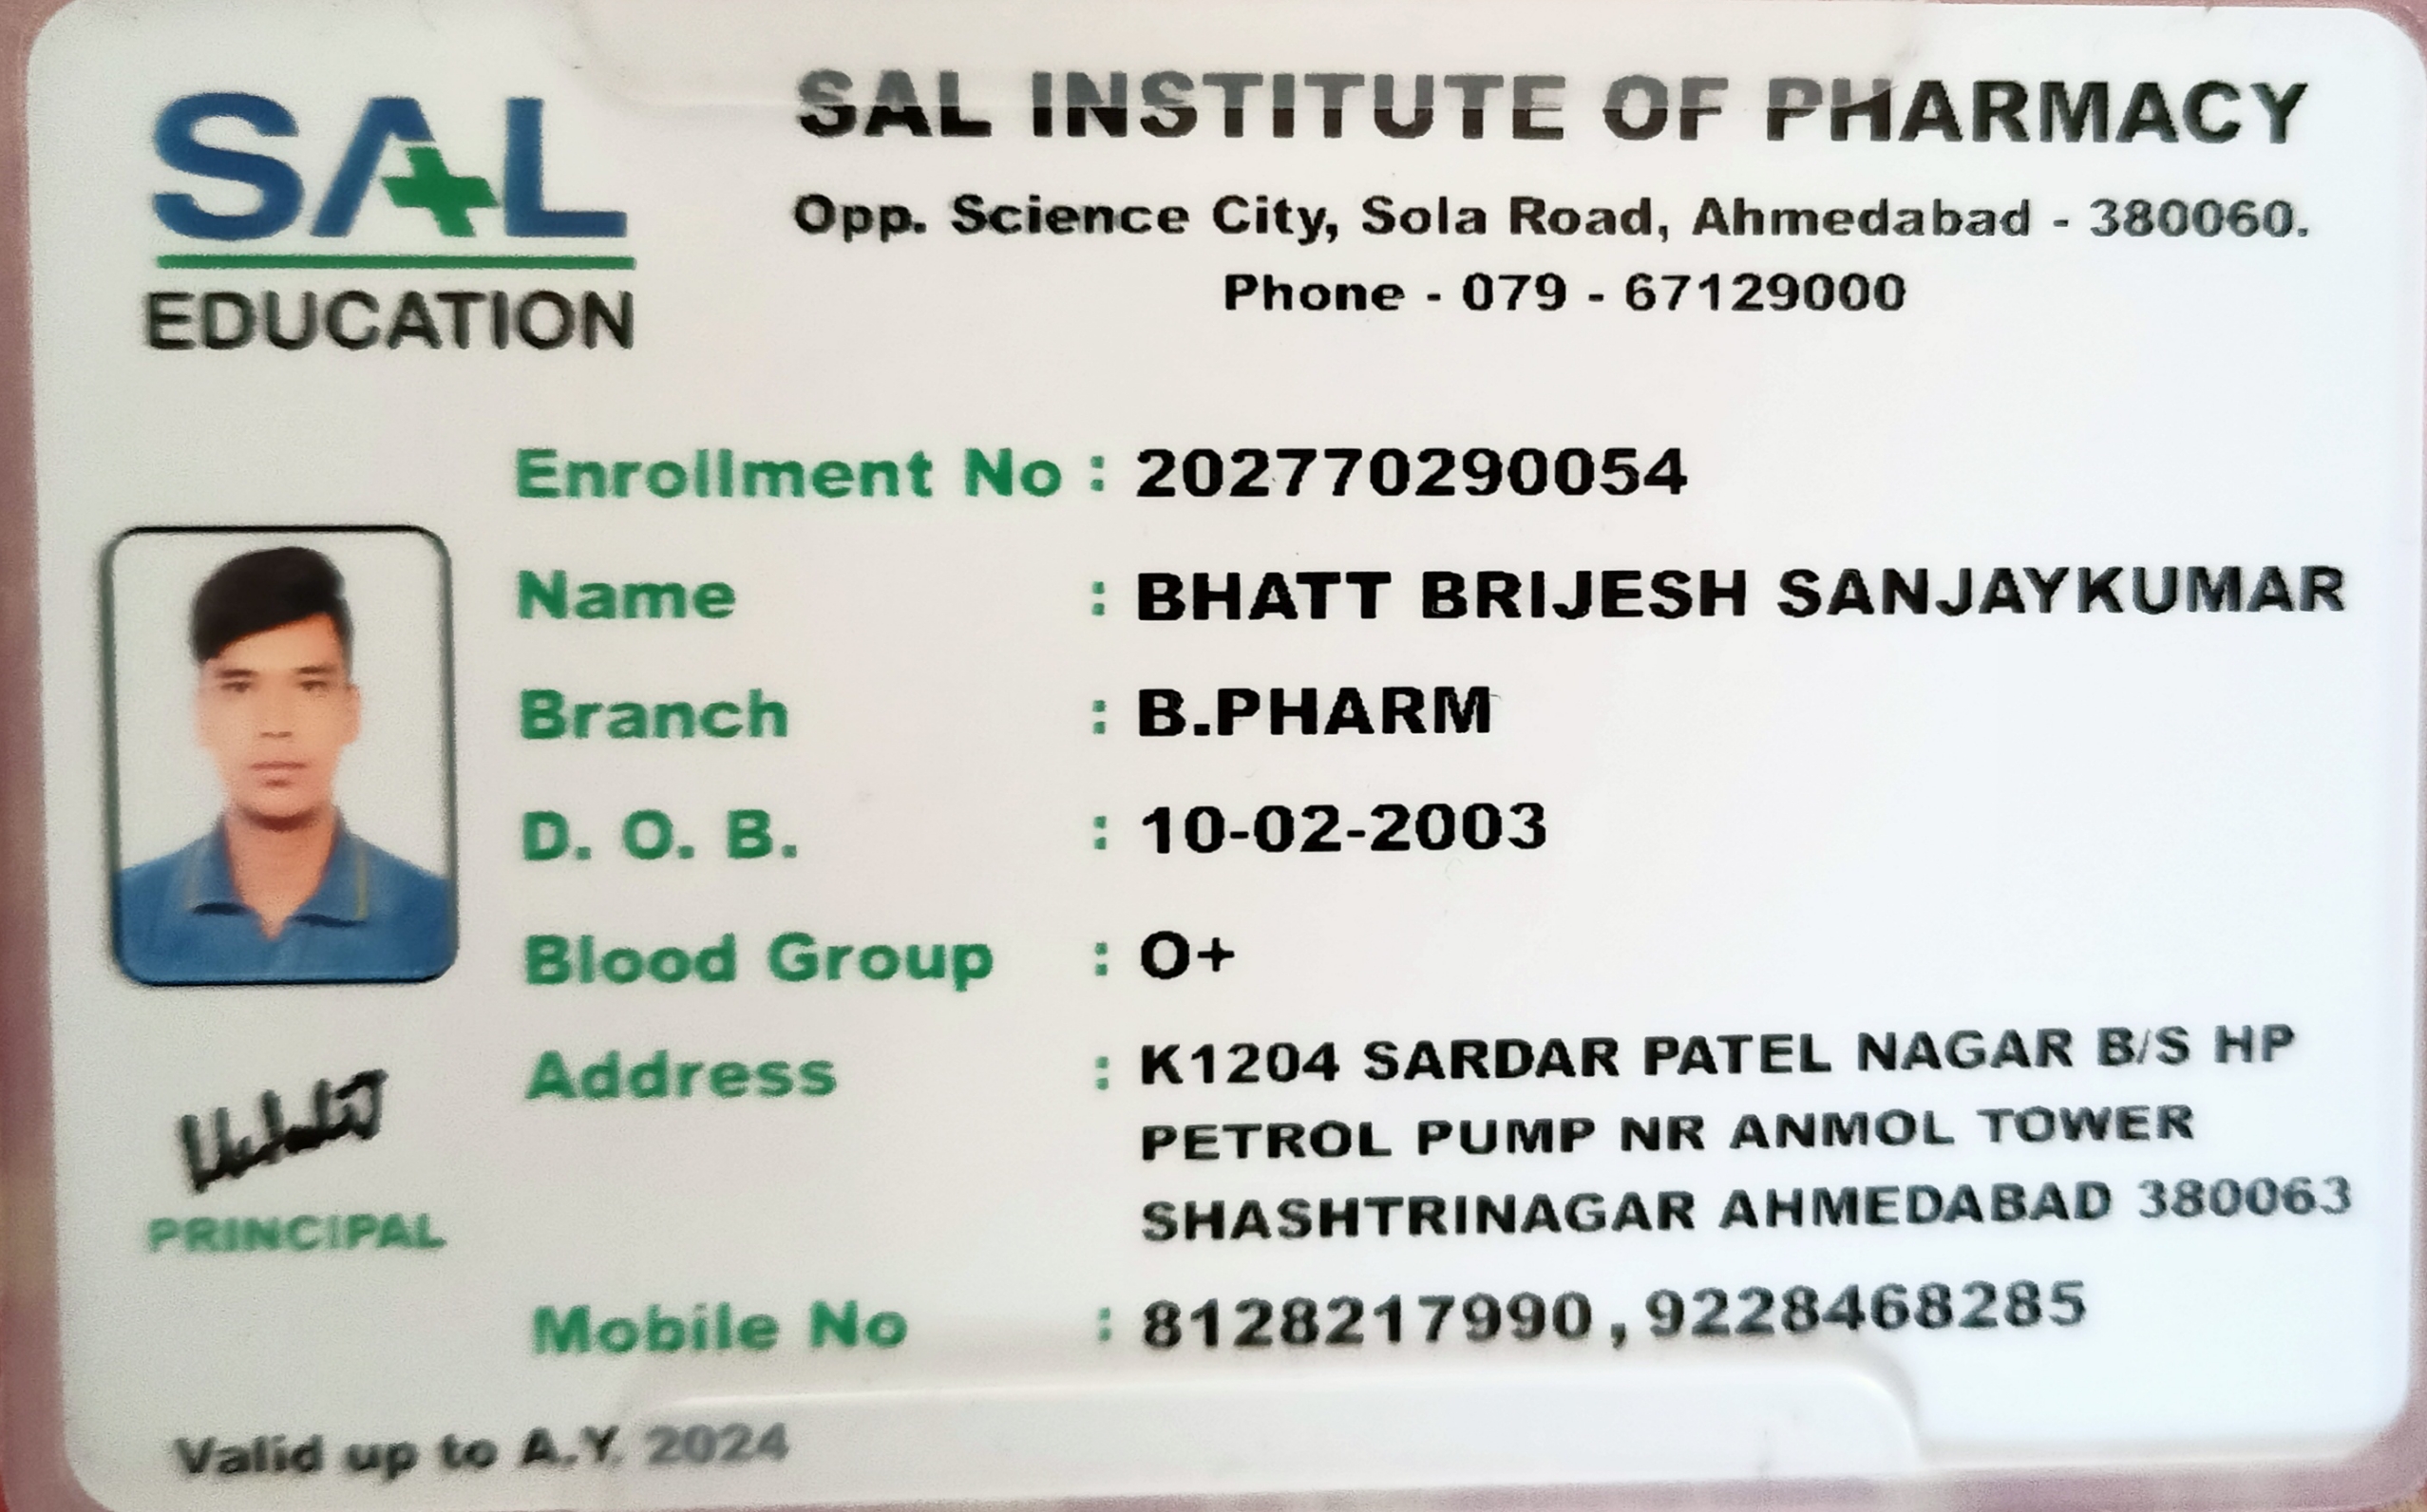 SAL
EDUCATION
SAL INSTITUTE OF PHARMACY
Opp. Science City, Sola Road, Ahmedabad - 380060.
Phone - 079 - 67129000
Enrollment No : 202770290054
Name : BHATT BRIJESH SANJAYKUMAR
Branch : B.PHARM
D. O. B. : 10-02-2003
Blood Group : O+
Address : K1204 SARDAR PATEL NAGAR B/S HP
PETROL PUMP NR ANMOL TOWER
SHASHTRINAGAR AHMEDABAD 380063
PRINCIPAL
Mobile No : 8128217990,9228468285
Valid up to A.Y. 2024